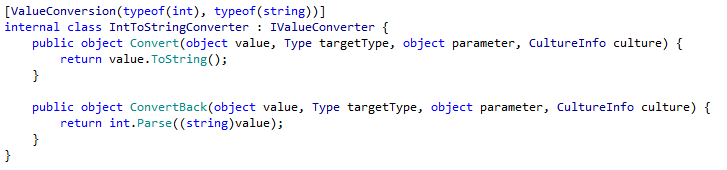 [ValueConversion(typeof(int), typeof(string))]
internal class IntToStringConverter : IValueConverter {
    public object Convert(object value, Type targetType, object parameter, CultureInfo culture) {
        return value.ToString();
    }

    public object ConvertBack(object value, Type targetType, object parameter, CultureInfo culture) {
        return int.Parse((string)value);
    }
}